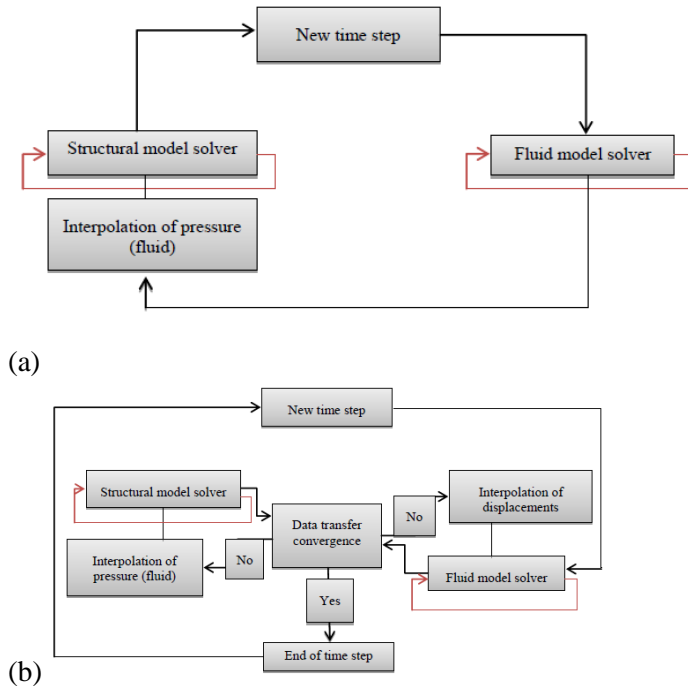 New time step
Structural model solver
Fluid model solver
Interpolation of pressure
(fluid)
(a)
New time step
Structural model solver
Interpolation of
displacements
No
Data transfer
convergence
No
Interpolation of
pressure (fluid)
Fluid model solver
Yes
End of time step
(b)